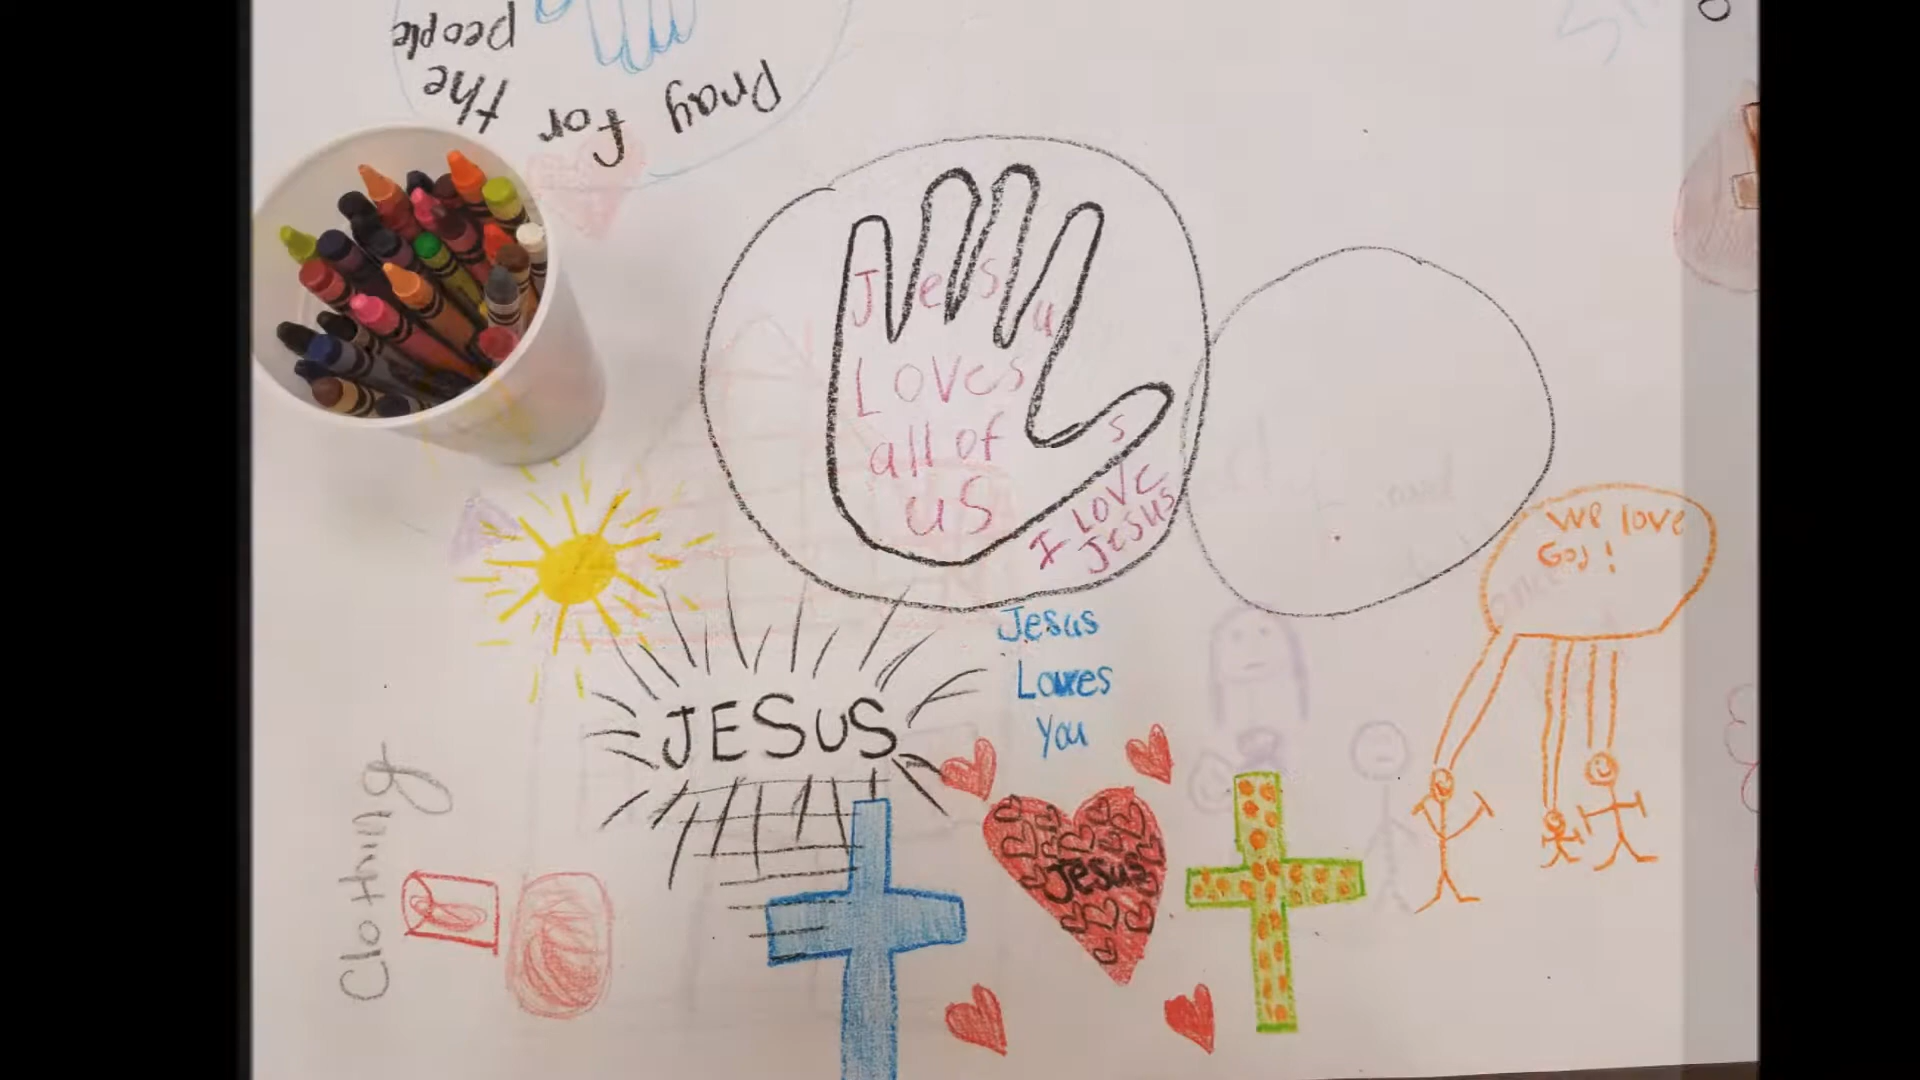 Pray for the
people
Jesus
Loves
all of
us
I LOVE
JESUS
We love
God!
Jesus
Loves
You
JESUS
Jesus
Clothing